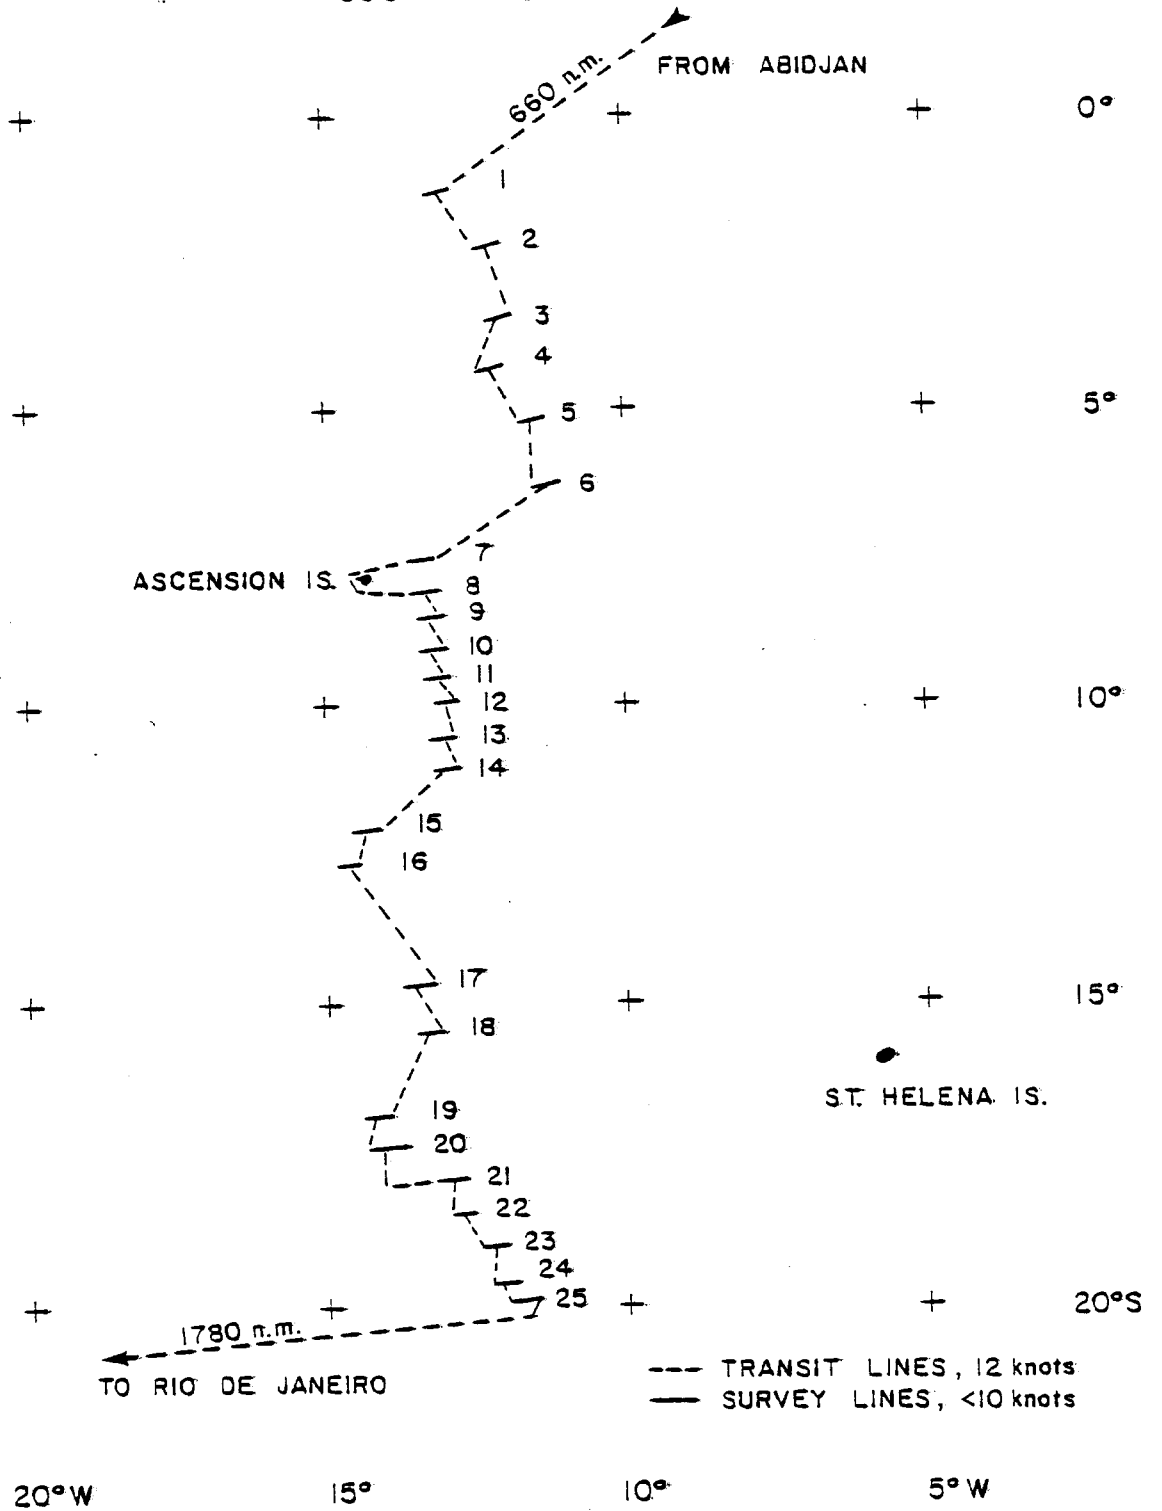 FROM ABIDJAN
660 n.m.
0°
1
2
3
4
5
5°
6
7
ASCENSION IS.
8
9
10
11
12
10°
13
14
15
16
17
15°
18
ST. HELENA IS.
19
20
21
22
23
24
25
20°S
1780 n.m.
TO RIO DE JANEIRO
TRANSIT LINES, 12 knots
SURVEY LINES, <10 knots
20°W
15°
10°
5°W